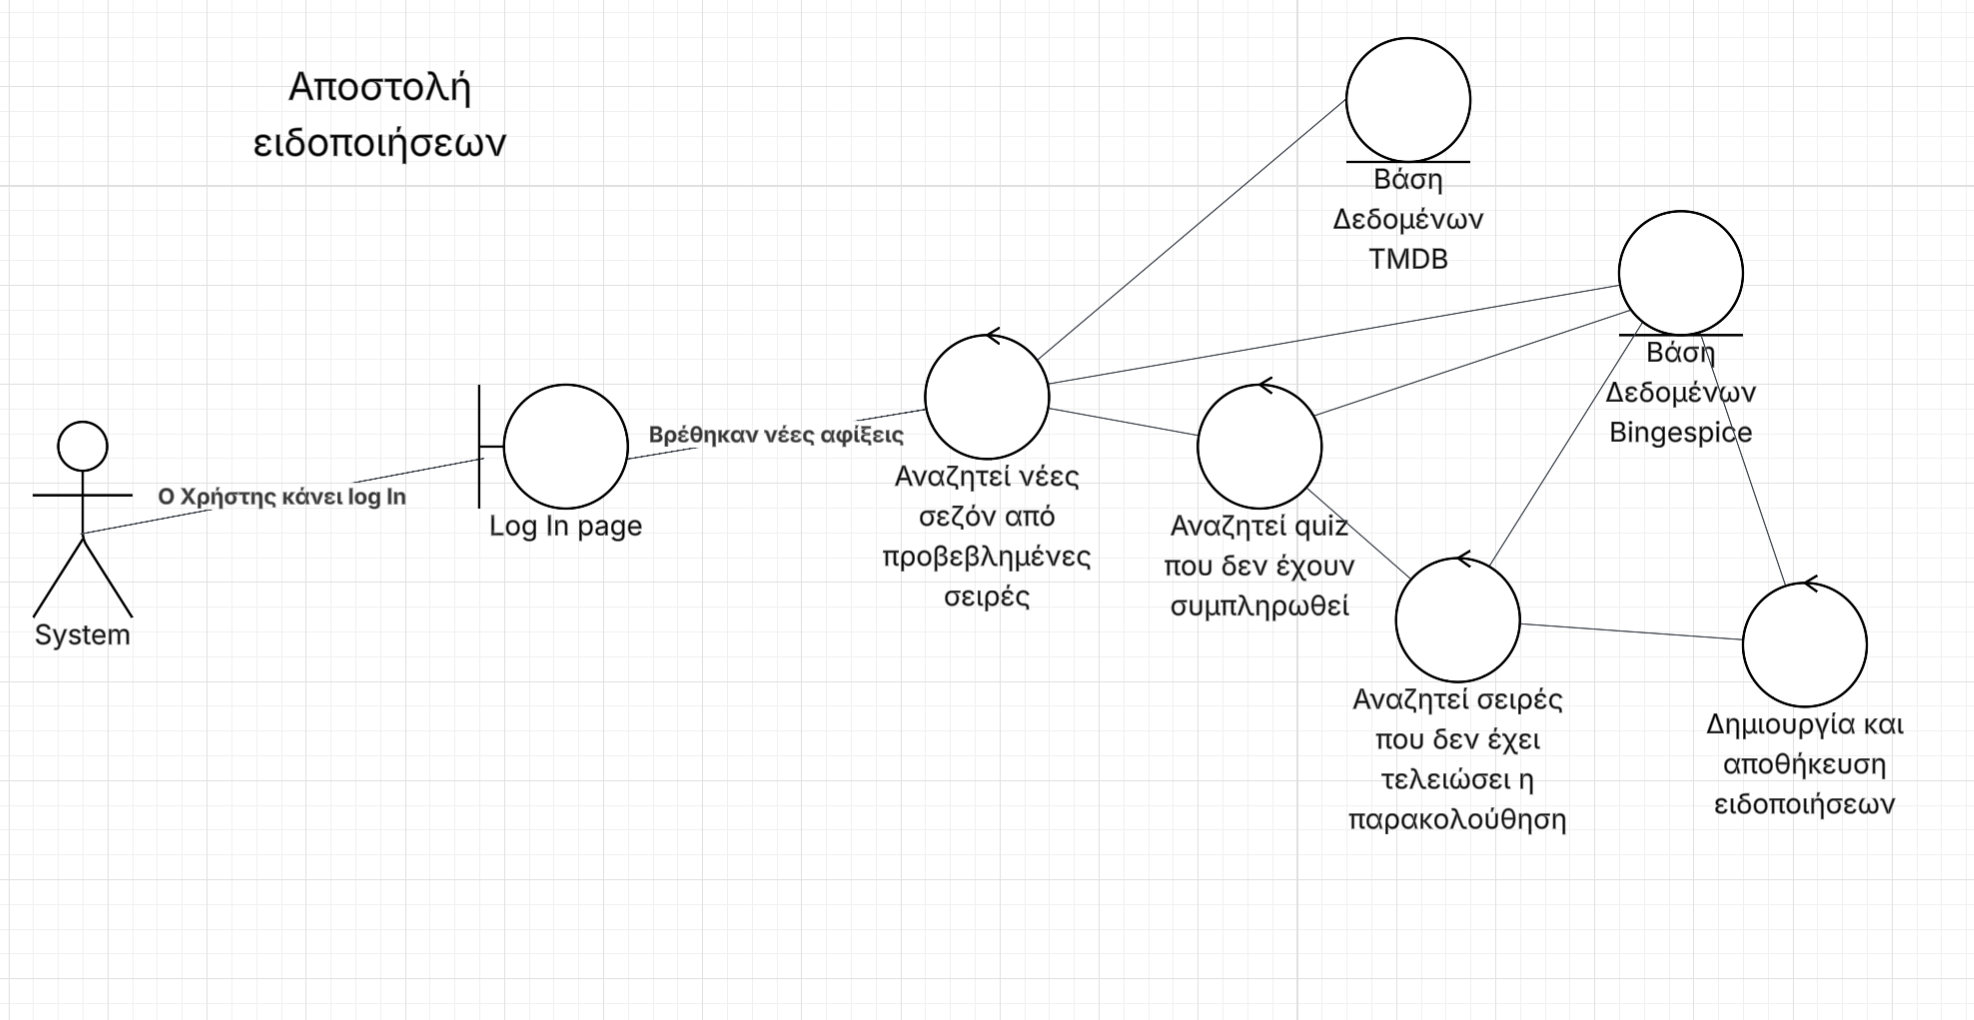 Αποστολή
ειδοποιήσεων
Βάση
Δεδομένων
TMDB
Βάση
Δεδομένων
Bingespice
Βρέθηκαν νέες αφίξεις
Ο Χρήστης κάνει log In
System
Log In page
Αναζητεί νέες
σεζόν από
προβεβλημένες
σειρές
Αναζητεί quiz
που δεν έχουν
συμπληρωθεί
Αναζητεί σειρές
που δεν έχει
τελειώσει η
παρακολούθηση
Δημιουργία και
αποθήκευση
ειδοποιήσεων